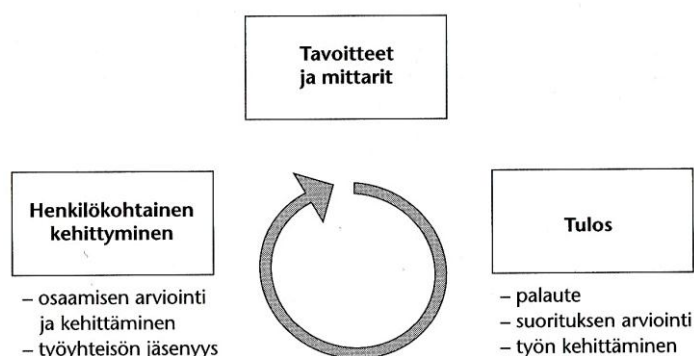 Tavoitteet
ja mittarit
Henkilökohtainen
kehittyminen
– osaamisen arviointi
ja kehittäminen
– työyhteisön jäsenyys
Tulos
– palaute
– suorituksen arviointi
– työn kehittäminen